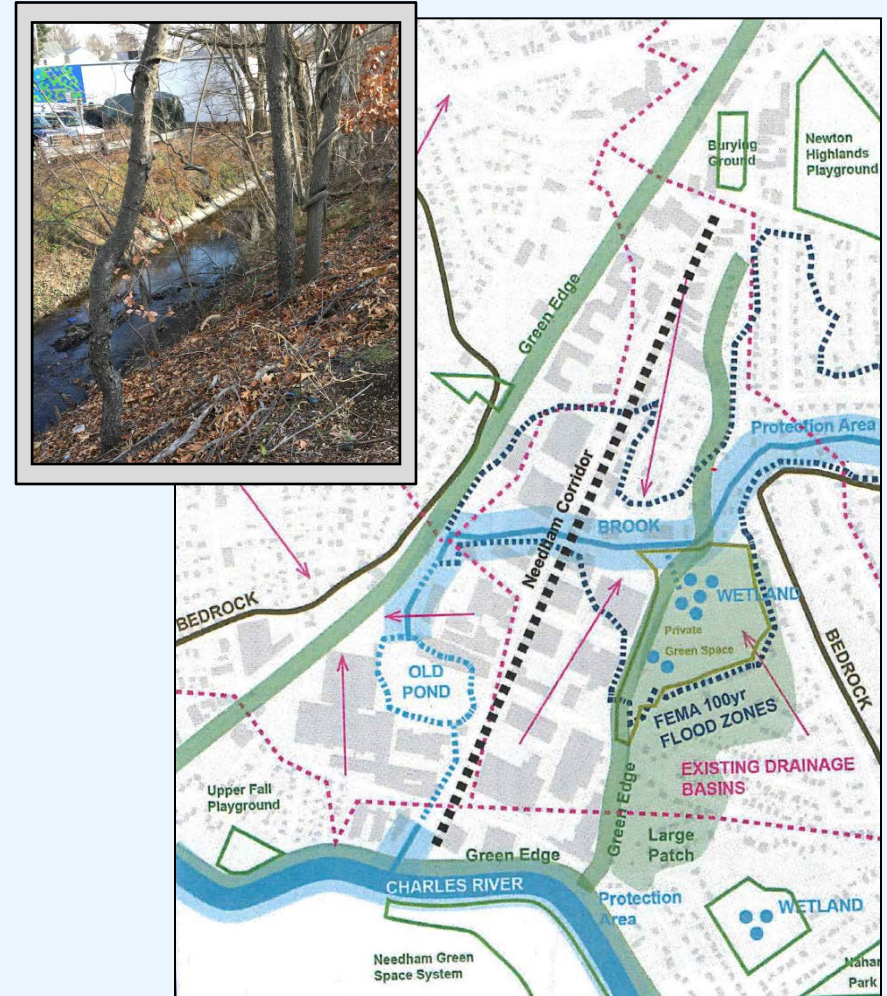 Burying
Ground
Newton
Highlands
Playground
Green Edge
Protection Area
Needham Corridor
BROOK
WETLAND
Private
Green Space
BEDROCK
BEDROCK
OLD
POND
FEMA 100yr
FLOOD ZONES
EXISTING DRAINAGE
BASINS
Upper Fall
Playground
Green Edge
Large
Patch
Green Edge
CHARLES RIVER
Protection
Area
WETLAND
Needham Green
Space System
Nahan
Park